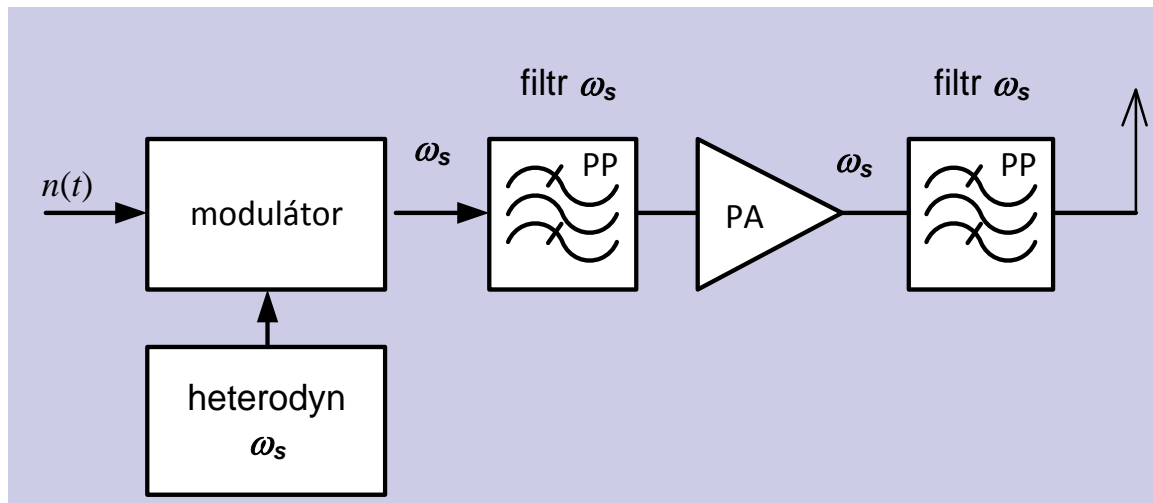 filtr ωs
filtr ωs
ωs
PP
ωs
PP
n(t)
modulátor
PA
heterodyn
ωs